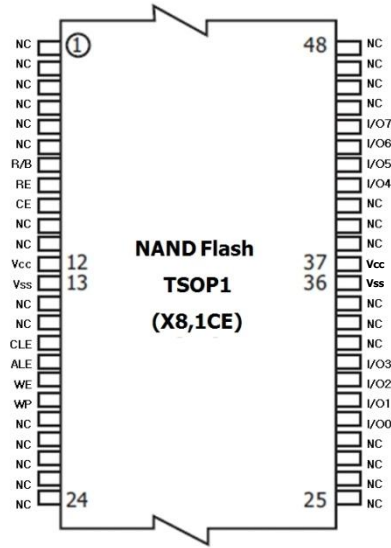 NC 1 48 NC
NC NC
NC NC
NC NC
NC I/O7
NC I/O6
R/B I/O5
RE I/O4
CE NC
NC NC
NC NC
NAND Flash
Vcc 12 37 Vcc
Vss 13 36 Vss
TSOP1
NC NC
NC NC
(X8,1CE)
CLE NC
ALE I/O3
WE I/O2
WP I/O1
NC I/O0
NC NC
NC NC
NC NC
NC 24 25 NC